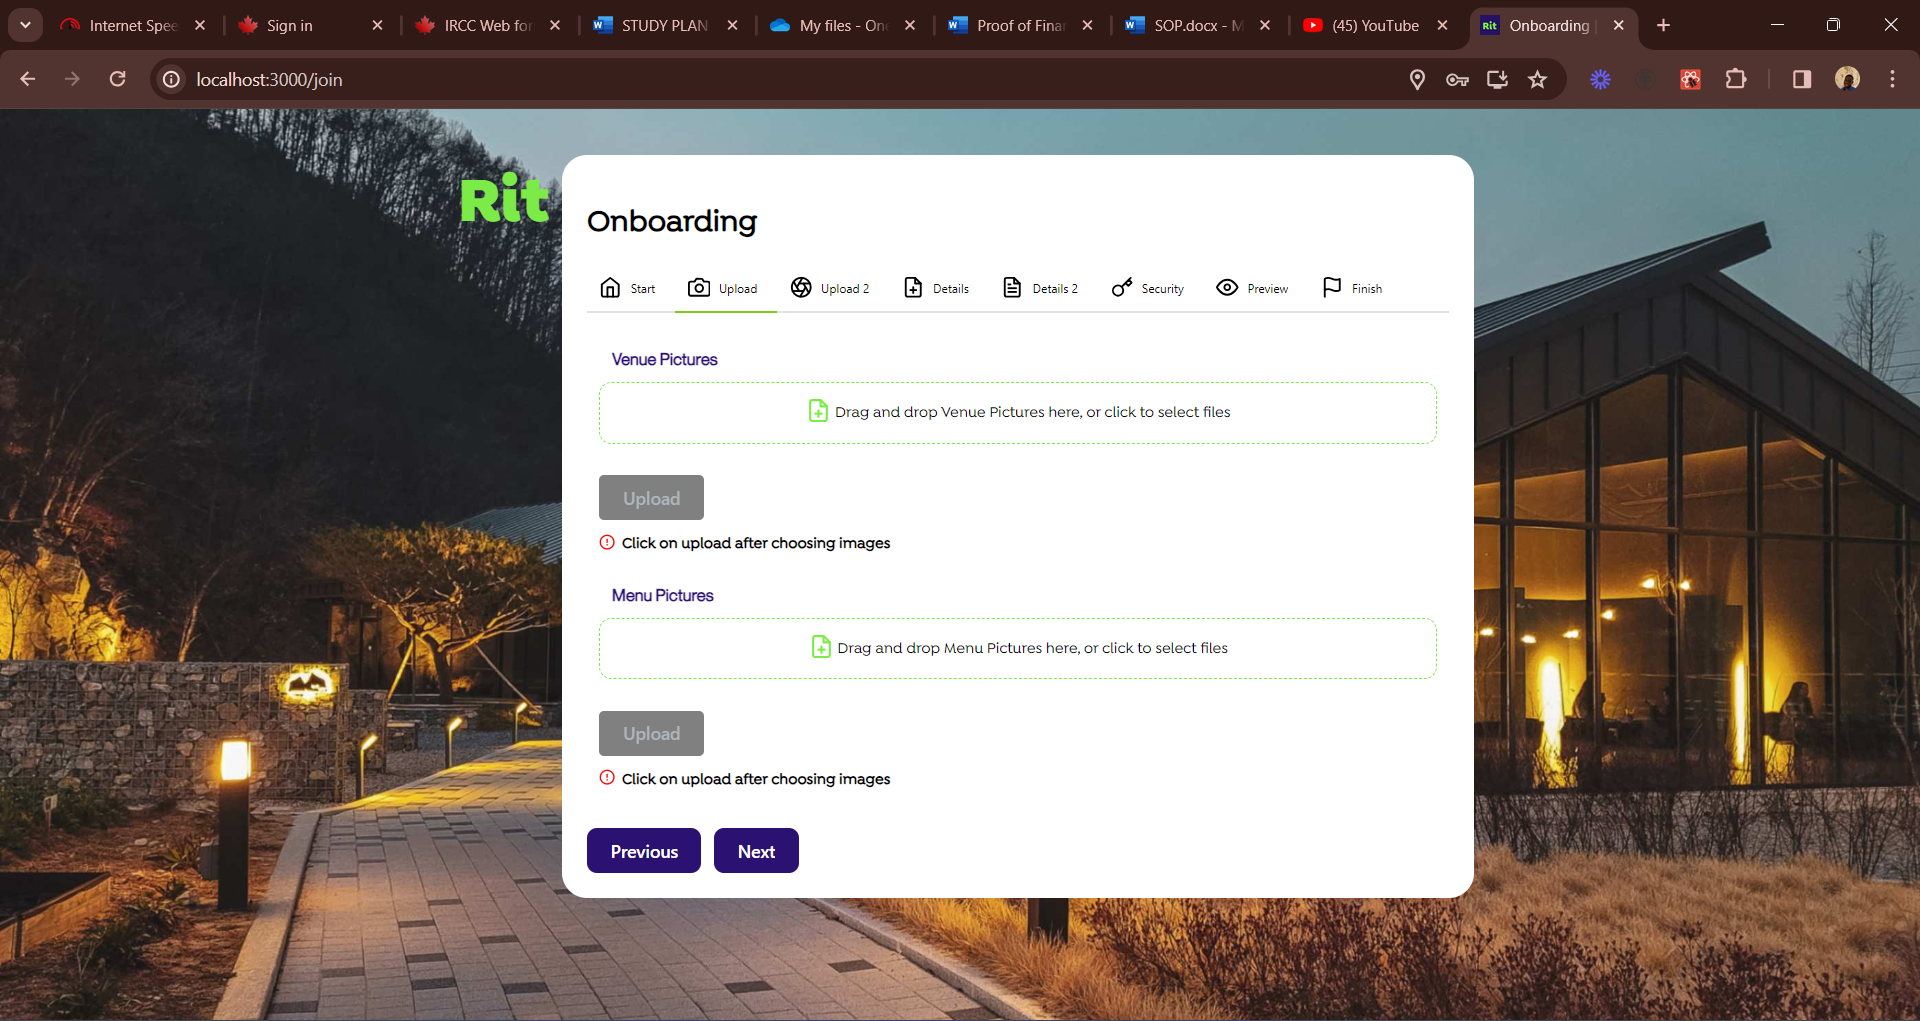 Internet Spee
Sign in
IRCC Web for
STUDY PLAN
My files - One
Proof of Finan
SOP.docx - M
(45) YouTube
Rit
Onboarding |
localhost:3000/join
Rit
Onboarding
Start
Upload
Upload 2
Details
Details 2
Security
Preview
Finish
Venue Pictures
Drag and drop Venue Pictures here, or click to select files
Upload
Click on upload after choosing images
Menu Pictures
Drag and drop Menu Pictures here, or click to select files
Upload
Click on upload after choosing images
Previous
Next